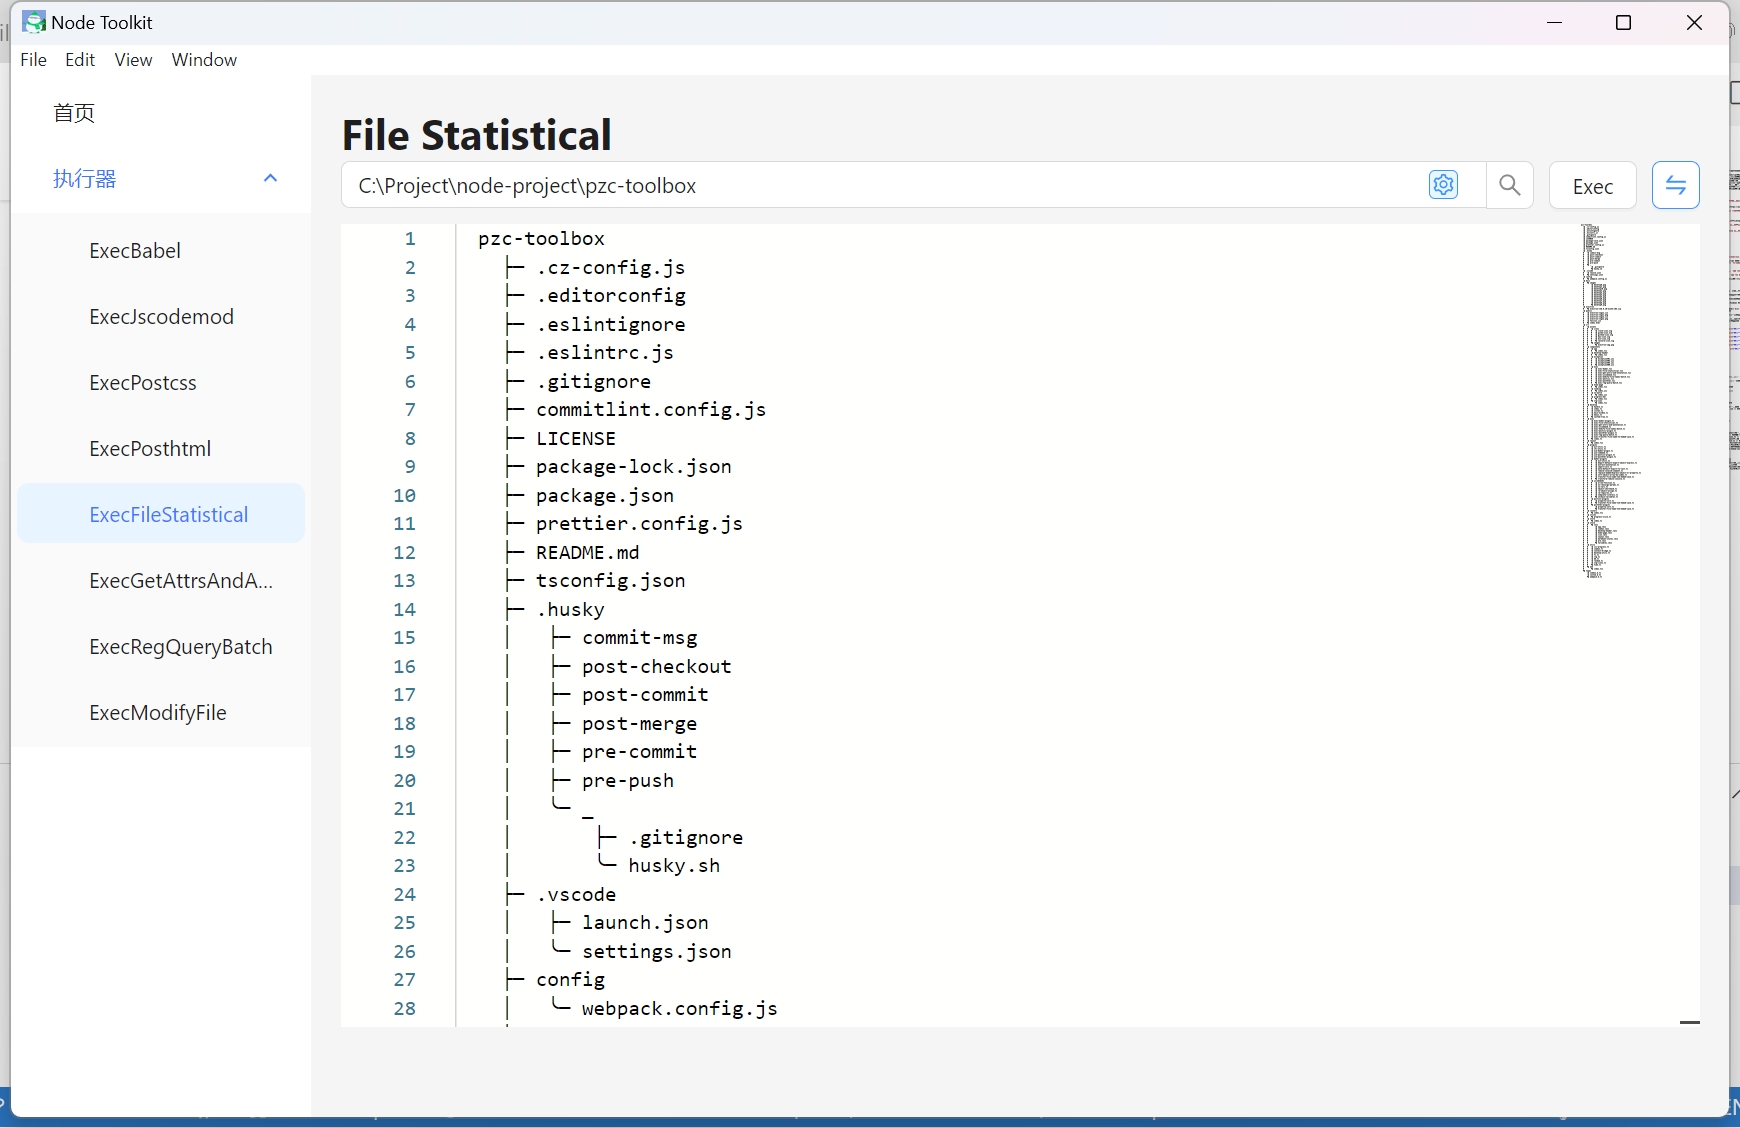 Node Toolkit
File Edit View Window
首页
执行器
ExecBabel
ExecJscodemod
ExecPostcss
ExecPosthtml
ExecFileStatistical
ExecGetAttrsAndA...
ExecRegQueryBatch
ExecModifyFile
File Statistical
C:\Project\node-project\pzc-toolbox
Exec
1 pzc-toolbox
2 ├─ .cz-config.js
3 ├─ .editorconfig
4 ├─ .eslintignore
5 ├─ .eslintrc.js
6 ├─ .gitignore
7 ├─ commitlint.config.js
8 ├─ LICENSE
9 ├─ package-lock.json
10 ├─ package.json
11 ├─ prettier.config.js
12 ├─ README.md
13 ├─ tsconfig.json
14 ├─ .husky
15 │  ├─ commit-msg
16 │  ├─ post-checkout
17 │  ├─ post-commit
18 │  ├─ post-merge
19 │  ├─ pre-commit
20 │  ├─ pre-push
21 │  ╰─ _
22 │     ├─ .gitignore
23 │     ╰─ husky.sh
24 ├─ .vscode
25 │  ├─ launch.json
26 │  ╰─ settings.json
27 ├─ config
28 │  ╰─ webpack.config.js